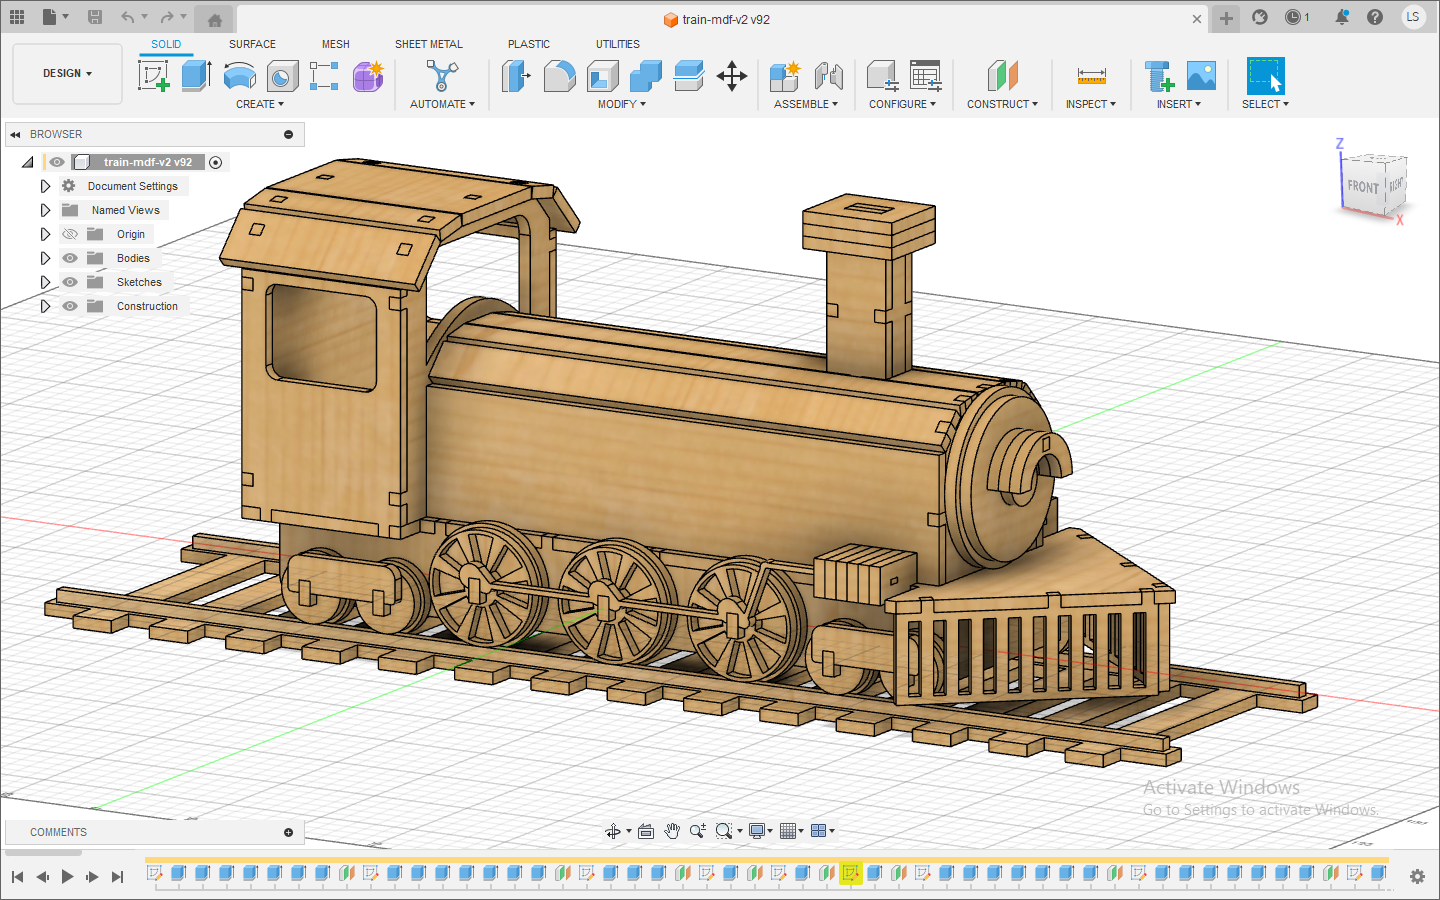 train-mdf-v2 v92
1
LS
DESIGN
SOLID
SURFACE
MESH
SHEET METAL
PLASTIC
UTILITIES
CREATE
AUTOMATE
MODIFY
ASSEMBLE
CONFIGURE
CONSTRUCT
INSPECT
INSERT
SELECT
BROWSER
train-mdf-v2 v92
Document Settings
Named Views
Origin
Bodies
Sketches
Construction
Z
FRONT
RIGHT
X
Activate Windows
Go to Settings to activate Windows.
COMMENTS